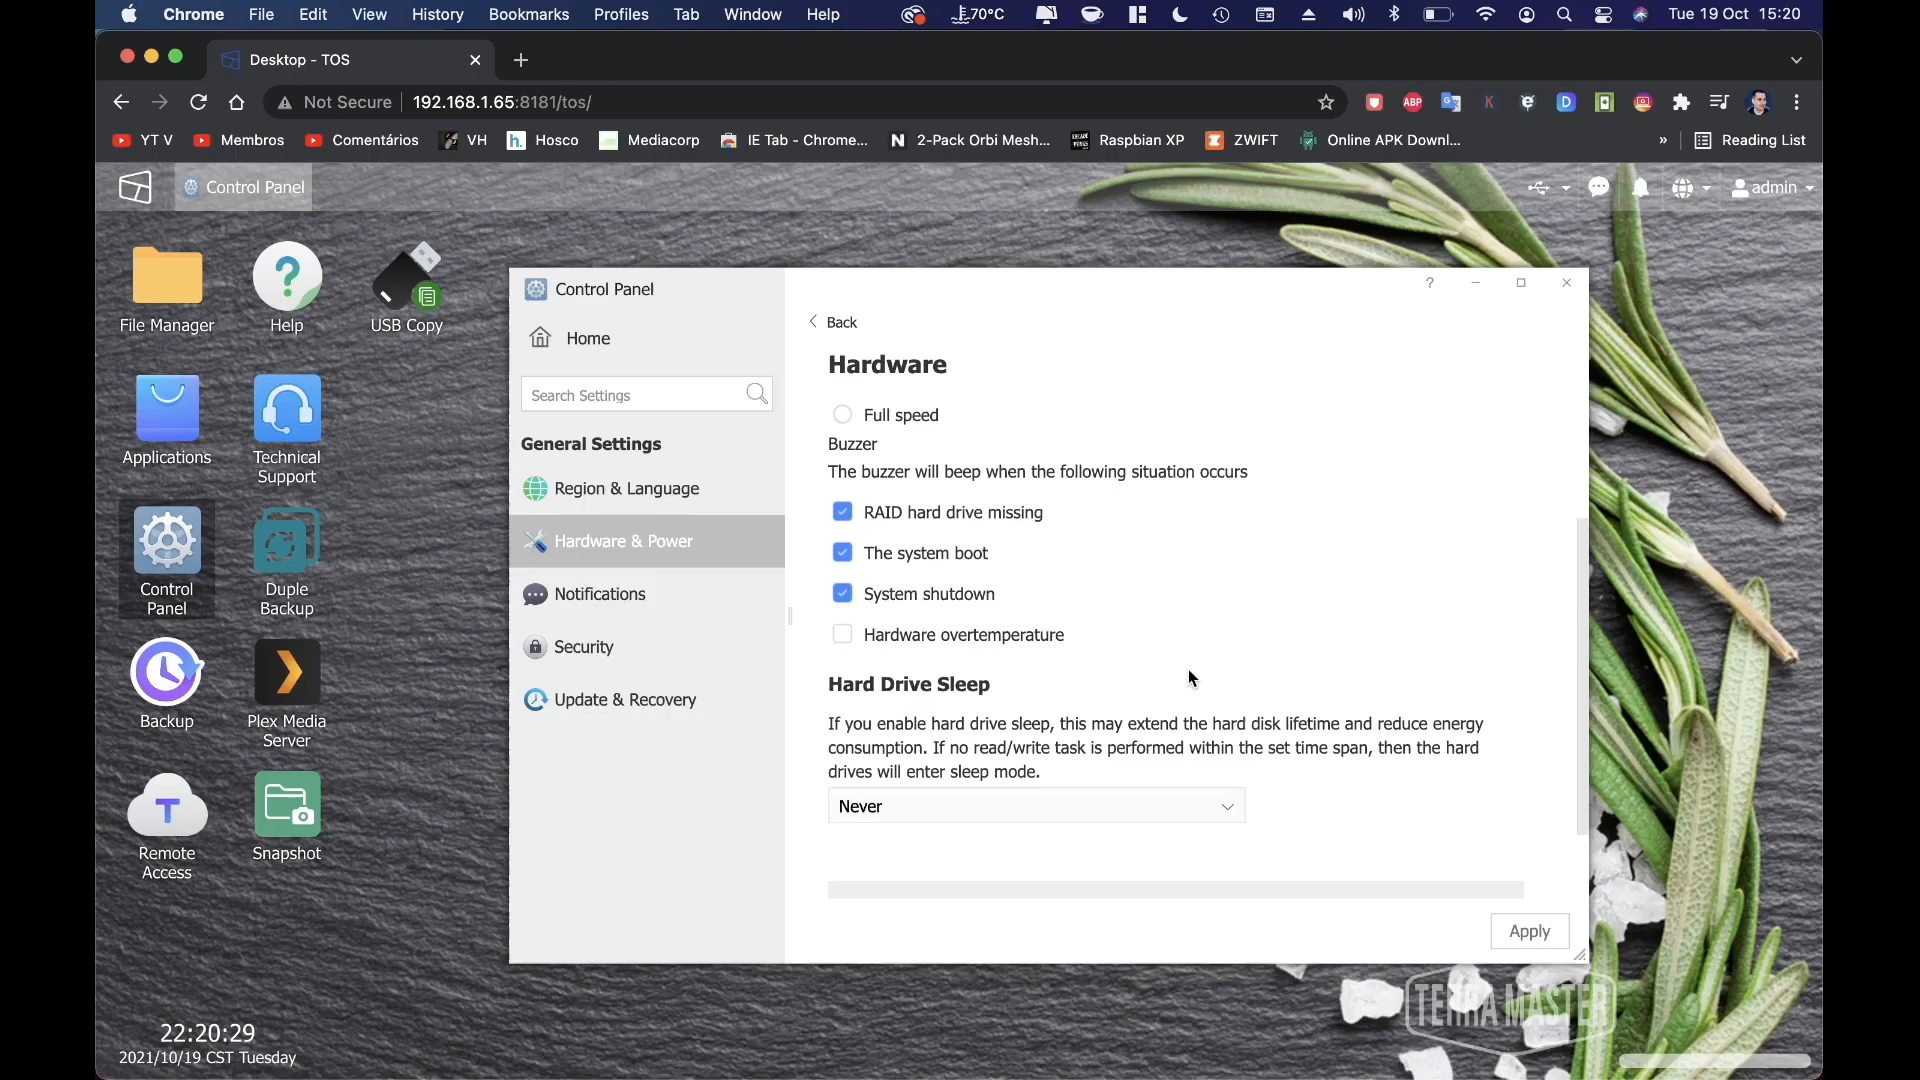 Chrome File Edit View History Bookmarks Profiles Tab Window Help 70°C Tue 19 Oct 15:20
Desktop - TOS
Not Secure 192.168.1.65:8181/tos/
ABP K D
YT V Membros Comentários VH h. Hosco Mediacorp IE Tab - Chrome... N 2-Pack Orbi Mesh... Raspbian XP Z ZWIFT Online APK Downl... » Reading List
Control Panel admin
File Manager
? Help
USB Copy
Applications
Technical
Support
Control
Panel
Duple
Backup
Backup
Plex Media
Server
T
Remote
Access
Snapshot
22:20:29
2021/10/19 CST Tuesday
Control Panel
Home
Search Settings
General Settings
Region & Language
Hardware & Power
Notifications
Security
Update & Recovery
?
Back
Hardware
Full speed
Buzzer
The buzzer will beep when the following situation occurs
RAID hard drive missing
The system boot
System shutdown
Hardware overtemperature
Hard Drive Sleep
If you enable hard drive sleep, this may extend the hard disk lifetime and reduce energy
consumption. If no read/write task is performed within the set time span, then the hard
drives will enter sleep mode.
Never
Apply
TERRA MASTER